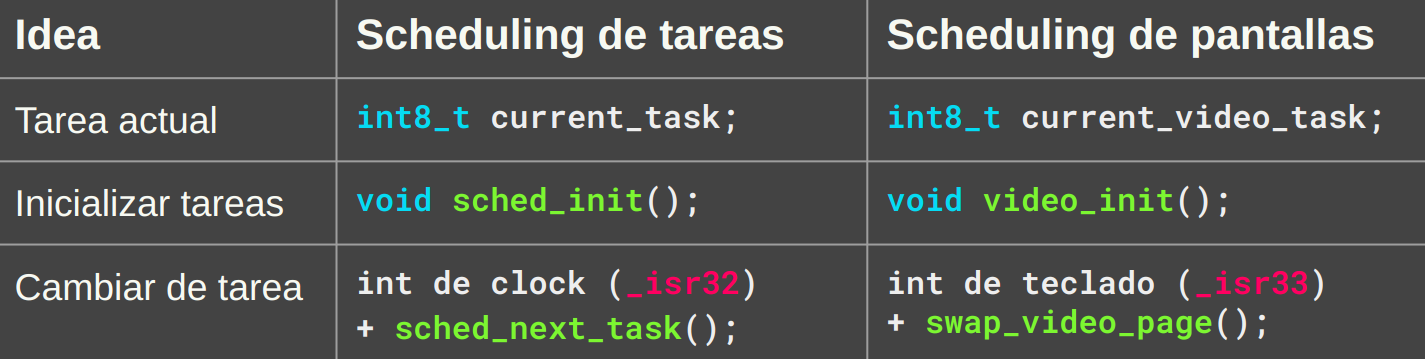 Idea
Scheduling de tareas
Scheduling de pantallas
Tarea actual
int8_t current_task;
int8_t current_video_task;
Inicializar tareas
void sched_init();
void video_init();
Cambiar de tarea
int de clock (_isr32)
+ sched_next_task();
int de teclado (_isr33)
+ swap_video_page();